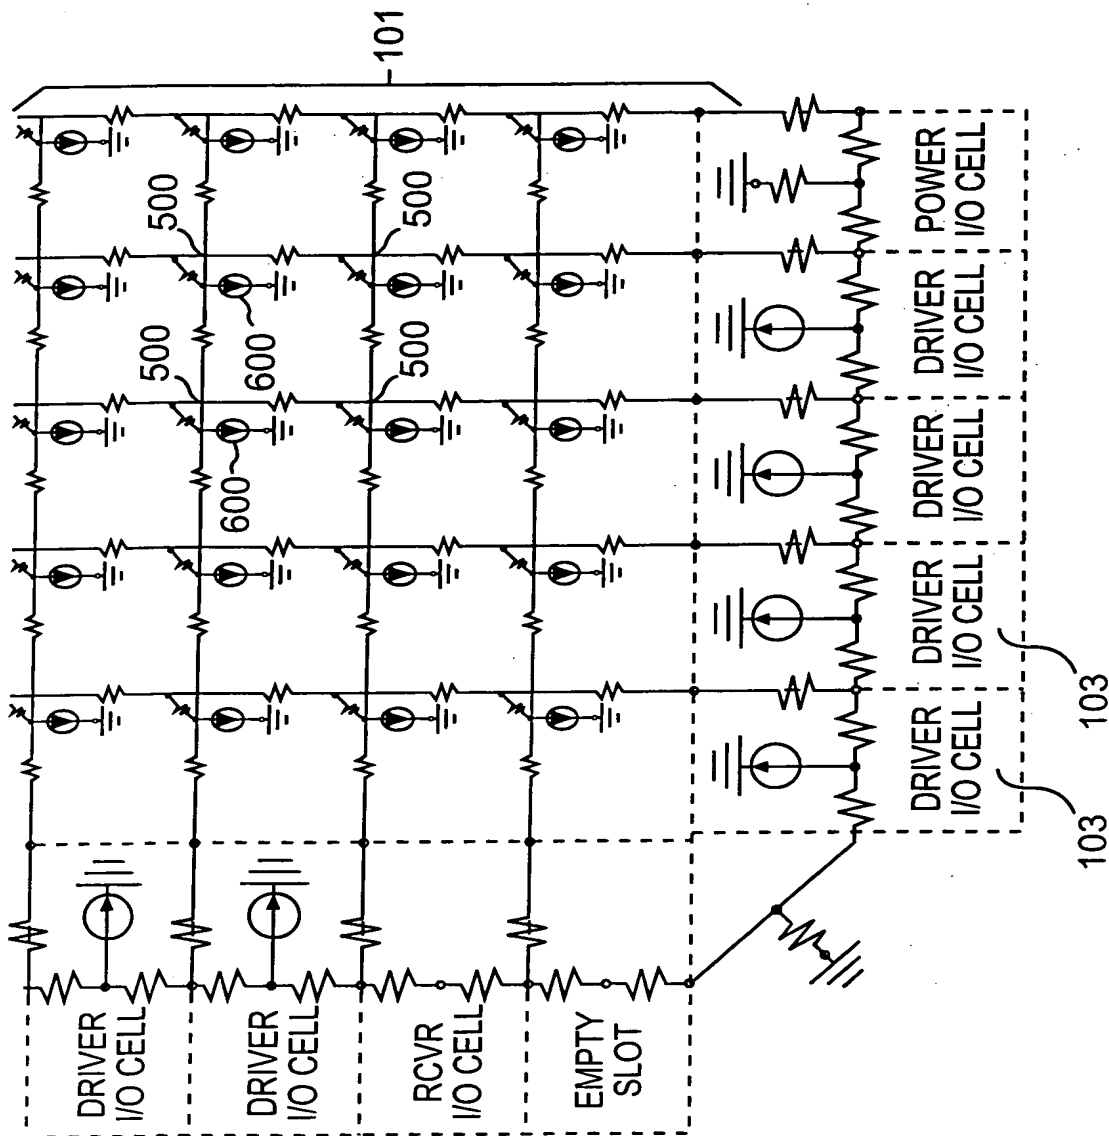 EMPTY
SLOT
RCVR
I/O CELL
DRIVER
I/O CELL
DRIVER
I/O CELL
500
500
600
600
500
500
101
DRIVER
I/O CELL
DRIVER
I/O CELL
DRIVER
I/O CELL
DRIVER
I/O CELL
POWER
I/O CELL
103
103